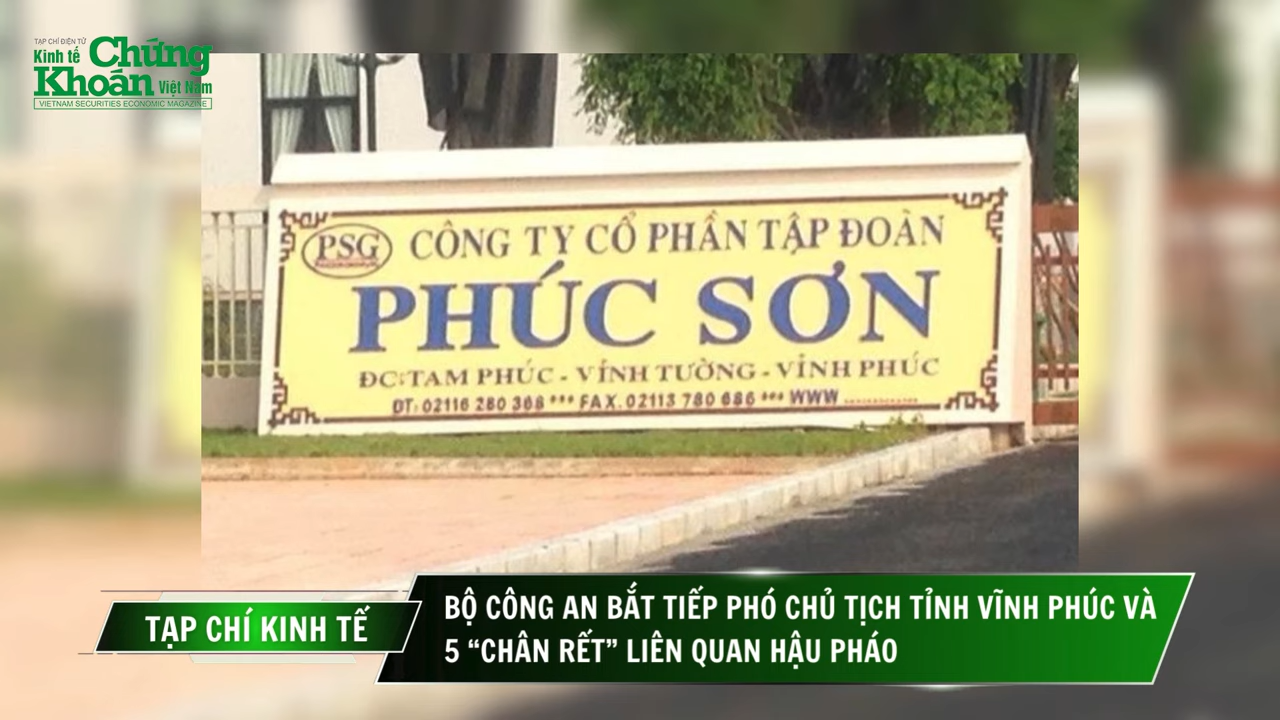 TẠP CHÍ ĐIỆN TỬ
Kinh tế Chứng
Khoán Việt Nam
VIETNAM SECURITIES ECONOMIC MAGAZINE
PSG
CÔNG TY CỔ PHẦN TẬP ĐOÀN
PHÚC SƠN
ĐC:TAM PHÚC - VĨNH TƯỜNG - VĨNH PHÚC
ĐT: 02116 280 368 *** FAX. 02113 780 686 *** WWW
TẠP CHÍ KINH TẾ
BỘ CÔNG AN BẮT TIẾP PHÓ CHỦ TỊCH TỈNH VĨNH PHÚC VÀ
5 “CHÂN RẾT” LIÊN QUAN HẬU PHÁO